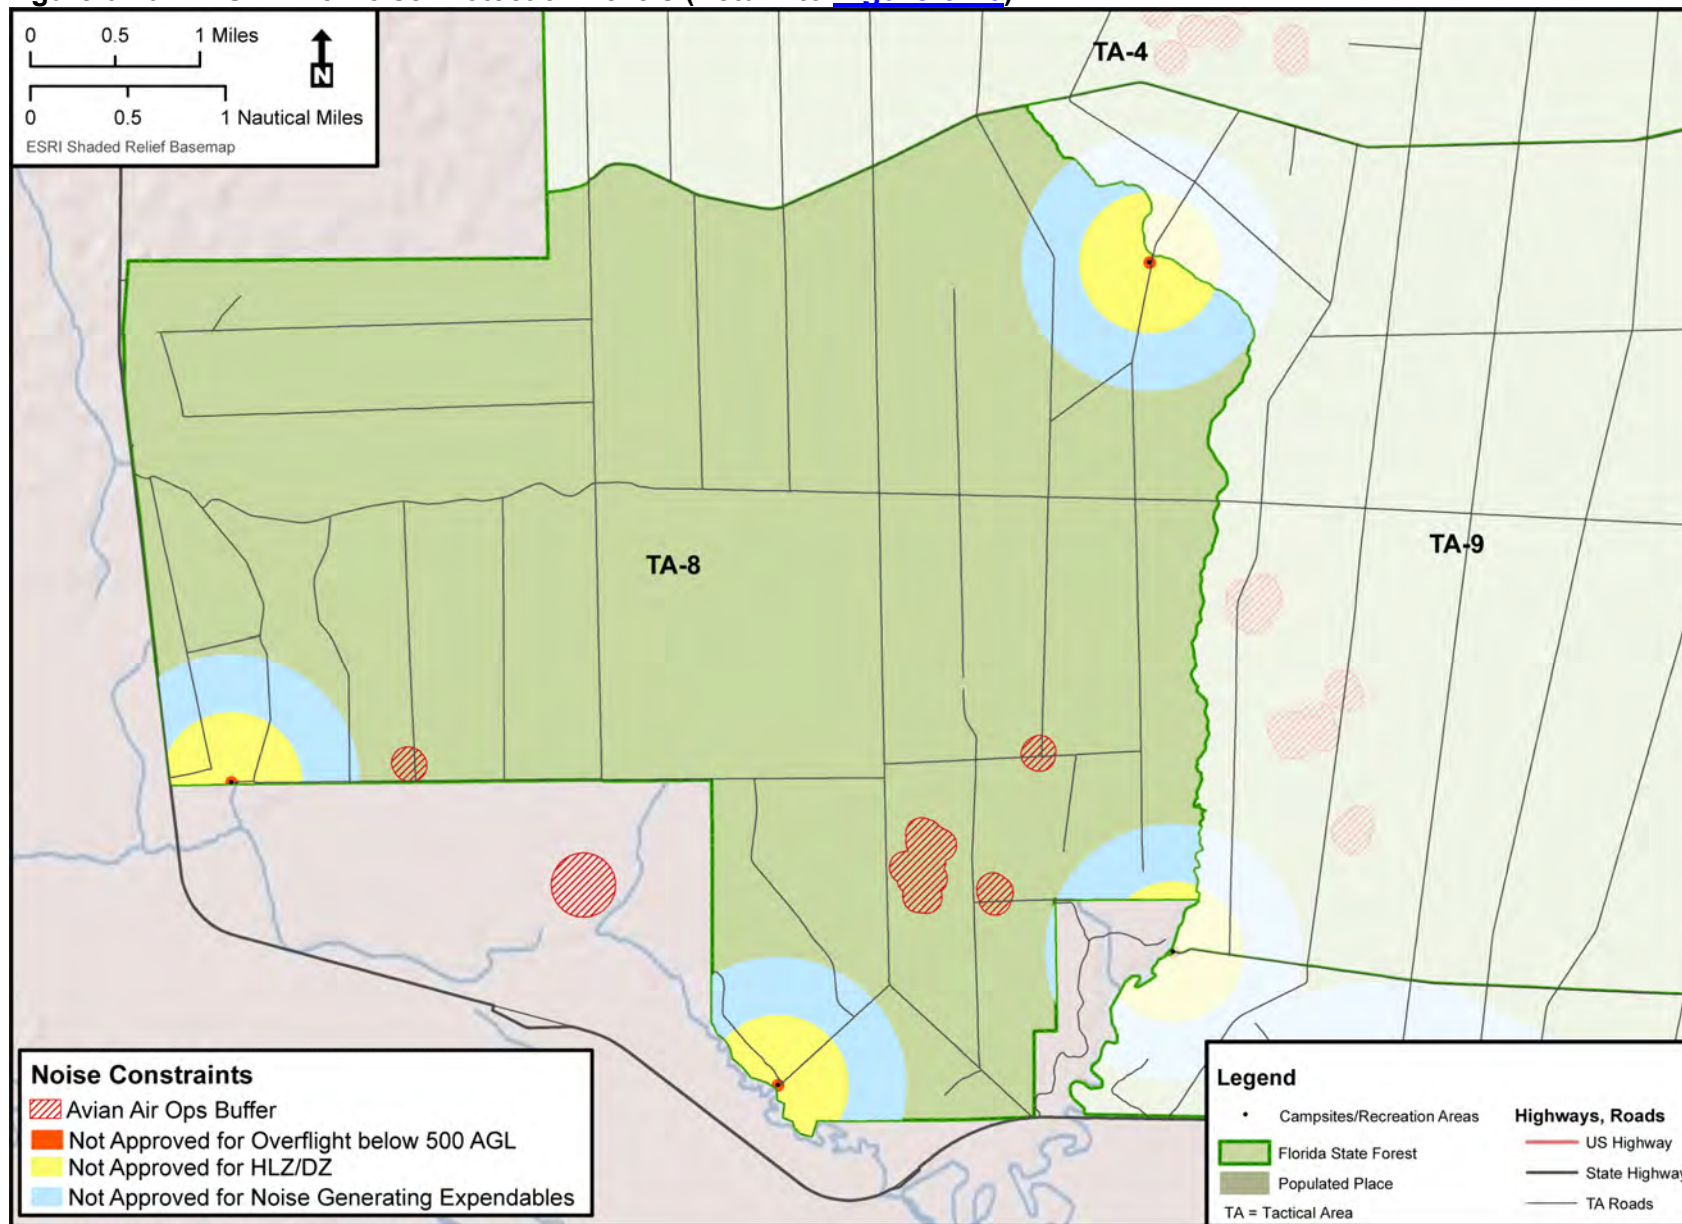 0 0.5 1 Miles
N
0 0.5 1 Nautical Miles
ESRI Shaded Relief Basemap
TA-4
TA-8
TA-9
Noise Constraints
Avian Air Ops Buffer
Not Approved for Overflight below 500 AGL
Not Approved for HLZ/DZ
Not Approved for Noise Generating Expendables
Legend
Campsites/Recreation Areas
Florida State Forest
Populated Place
TA = Tactical Area
Highways, Roads
US Highway
State Highway
TA Roads